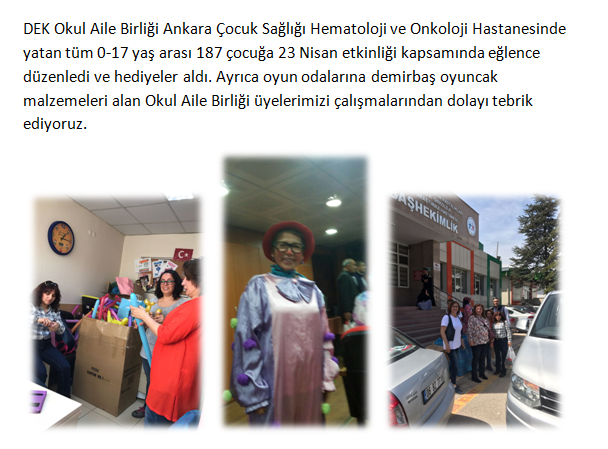 DEK Okul Aile Birliği Ankara Çocuk Sağlığı Hematoloji ve Onkoloji Hastanesinde
yatan tüm 0-17 yaş arası 187 çocuğa 23 Nisan etkinliği kapsamında eğlence
düzenledi ve hediyeler aldı. Ayrıca oyun odalarına demirbaş oyuncak
malzemeleri alan Okul Aile Birliği üyelerimizi çalışmalarından dolayı tebrik
ediyoruz.
BAŞHEKİMLİK